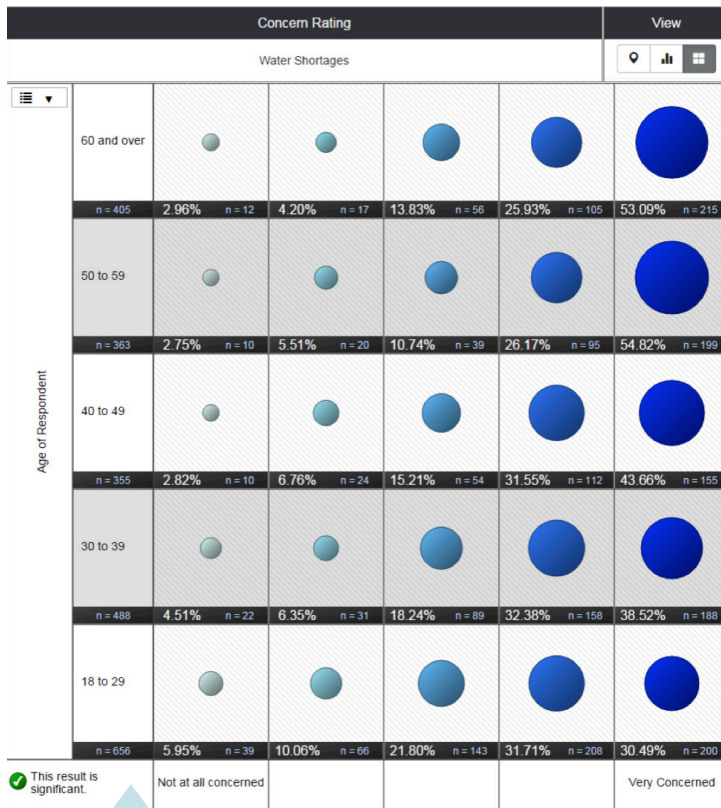 Concern Rating
View
Water Shortages
60 and over
n = 405 2.96% n = 12 4.20% n = 17 13.83% n = 56 25.93% n = 105 53.09% n = 215
50 to 59
n = 363 2.75% n = 10 5.51% n = 20 10.74% n = 39 26.17% n = 95 54.82% n = 199
Age of Respondent
40 to 49
n = 355 2.82% n = 10 6.76% n = 24 15.21% n = 54 31.55% n = 112 43.66% n = 155
30 to 39
n = 488 4.51% n = 22 6.35% n = 31 18.24% n = 89 32.38% n = 158 38.52% n = 188
18 to 29
n = 656 5.95% n = 39 10.06% n = 66 21.80% n = 143 31.71% n = 208 30.49% n = 200
This result is
significant.
Not at all concerned
Very Concerned